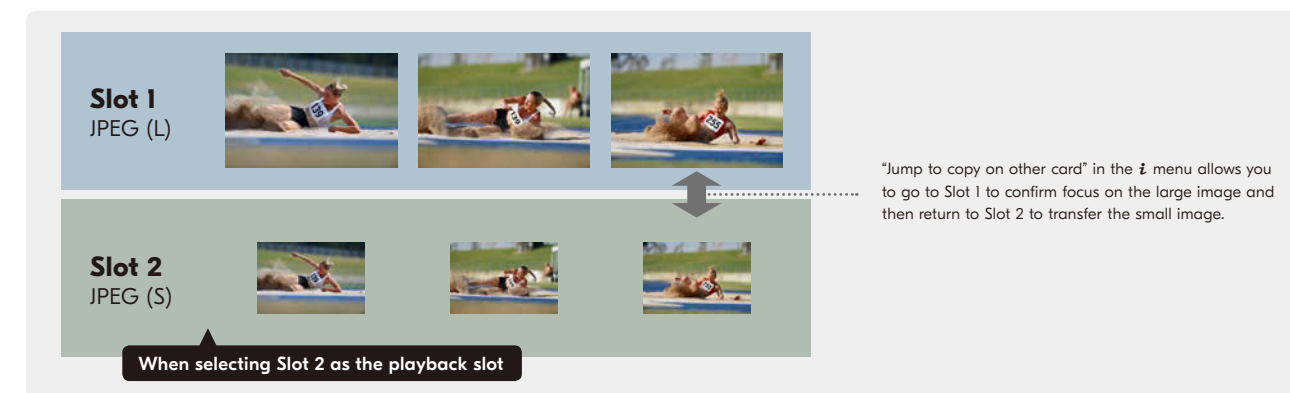 Slot 1
JPEG (L)
139
139
255
"Jump to copy on other card" in the i menu allows you
to go to Slot 1 to confirm focus on the large image and
then return to Slot 2 to transfer the small image.
Slot 2
JPEG (S)
When selecting Slot 2 as the playback slot